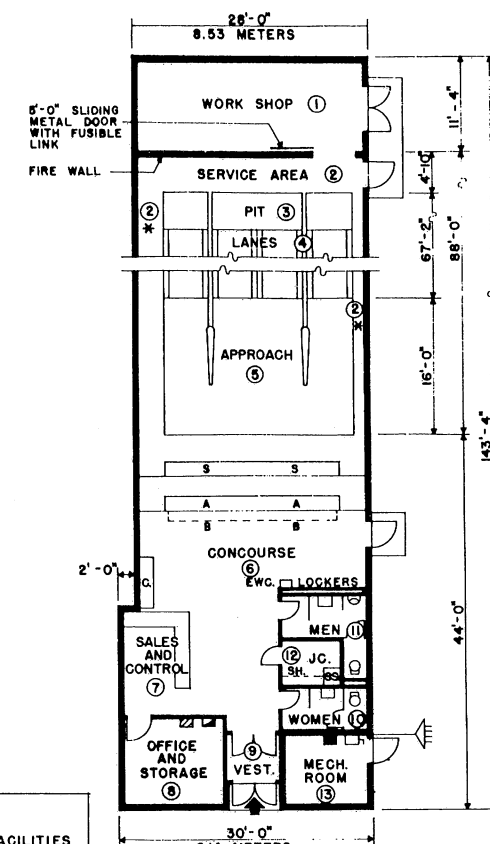 28'-0"
8.53 METERS
WORK SHOP 1
5'-0" SLIDING
METAL DOOR
WITH FUSIBLE
LINK
FIRE WALL
11'-4"
SERVICE AREA 2
4'-10"
2
*
PIT 3
LANES 4
67'-2"
88'-0"
2
*
APPROACH
5
16'-0"
143'-4"
S S
A A
B B
CONCOURSE
6
EWC. LOCKERS
2'-0"
C.
44'-0"
MEN 11
SALES
AND
CONTROL
7
12 JC.
SH. SS
WOMEN 10
OFFICE
AND
STORAGE
8
9
VEST.
MECH.
ROOM
13
30'-0"
ACILITIES